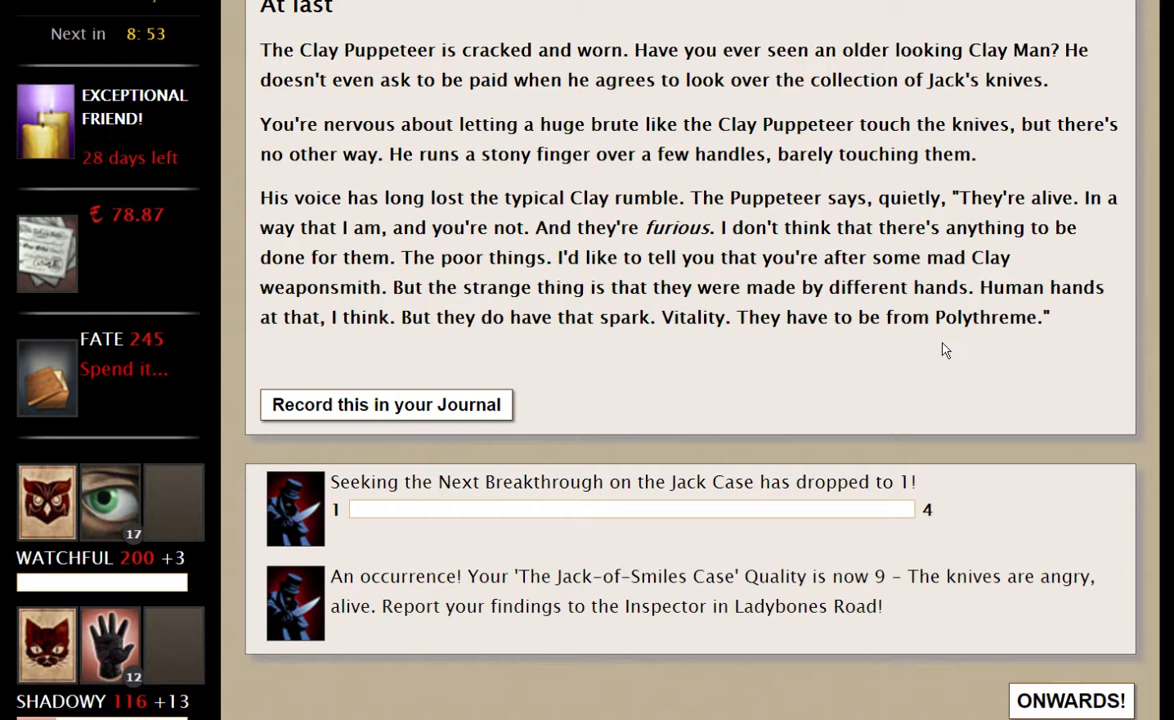 At last
Next in 8: 53
EXCEPTIONAL
FRIEND!
28 days left
78.87
FATE 245
Spend it...
17
WATCHFUL 200 +3
12
SHADOWY 116 +13
The Clay Puppeteer is cracked and worn. Have you ever seen an older looking Clay Man? He
doesn't even ask to be paid when he agrees to look over the collection of Jack's knives.
You're nervous about letting a huge brute like the Clay Puppeteer touch the knives, but there's
no other way. He runs a stony finger over a few handles, barely touching them.
His voice has long lost the typical Clay rumble. The Puppeteer says, quietly, "They're alive. In a
way that I am, and you're not. And they're furious. I don't think that there's anything to be
done for them. The poor things. I'd like to tell you that you're after some mad Clay
weaponsmith. But the strange thing is that they were made by different hands. Human hands
at that, I think. But they do have that spark. Vitality. They have to be from Polythreme."
Record this in your Journal
Seeking the Next Breakthrough on the Jack Case has dropped to 1!
1 4
An occurrence! Your 'The Jack-of-Smiles Case' Quality is now 9 - The knives are angry,
alive. Report your findings to the Inspector in Ladybones Road!
ONWARDS!